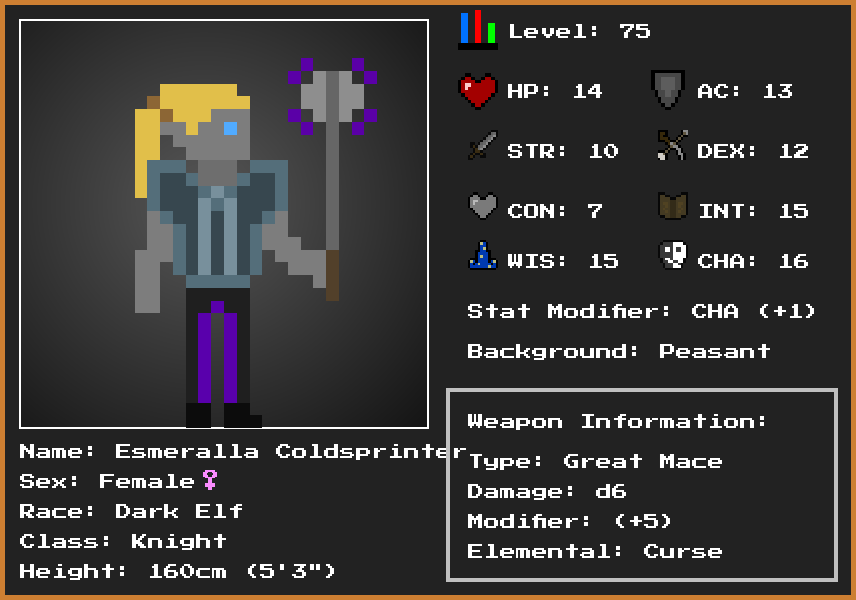 Level: 75
HP: 14
AC: 13
STR: 10
DEX: 12
CON: 7
INT: 15
WIS: 15
CHA: 16
Stat Modifier: CHA (+1)
Background: Peasant
Name: Esmeralla Coldsprinter
Sex: Female♀
Race: Dark Elf
Class: Knight
Height: 160cm (5'3")
Weapon Information:
Type: Great Mace
Damage: d6
Modifier: (+5)
Elemental: Curse